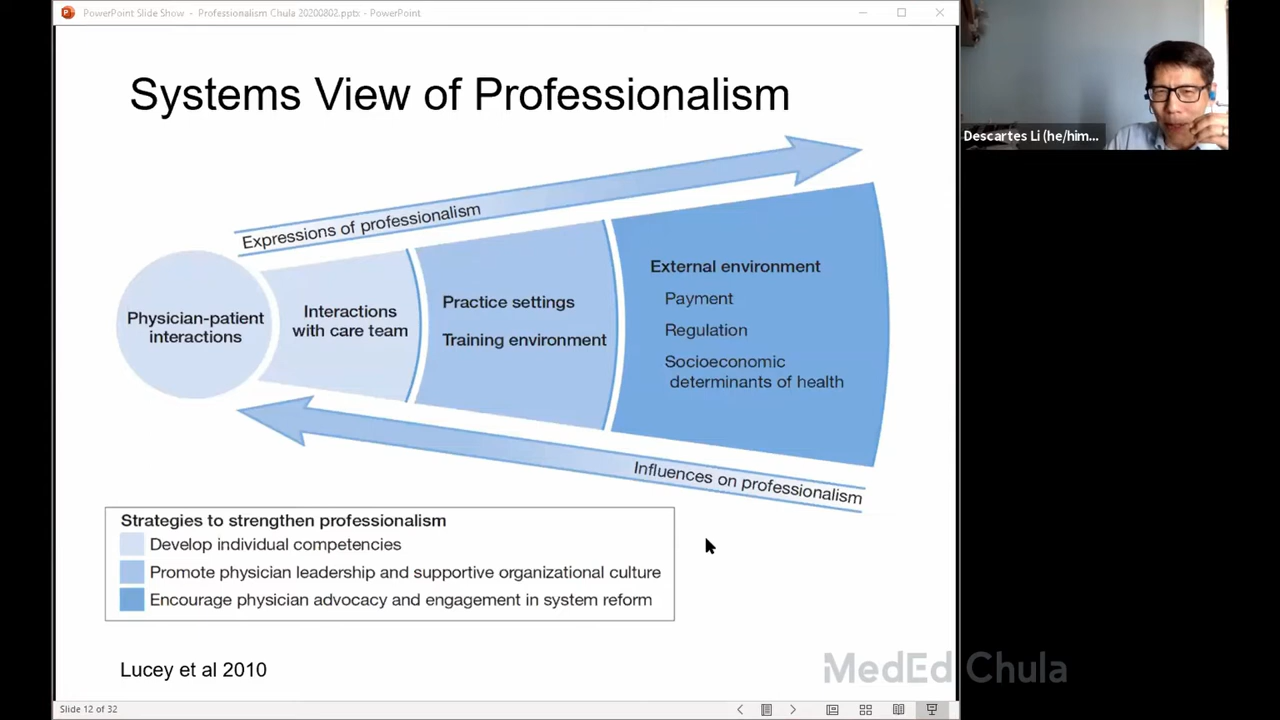 PowerPoint Slide Show - Professionalism Chula 20200802.pptx - PowerPoint
Systems View of Professionalism
Expressions of professionalism
Physician-patient
interactions
Interactions
with care team
Practice settings
Training environment
External environment
Payment
Regulation
Socioeconomic
determinants of health
Influences on professionalism
Strategies to strengthen professionalism
Develop individual competencies
Promote physician leadership and supportive organizational culture
Encourage physician advocacy and engagement in system reform
Lucey et al 2010
Slide 12 of 32
Descartes Li (he/him...
MedEd Chula